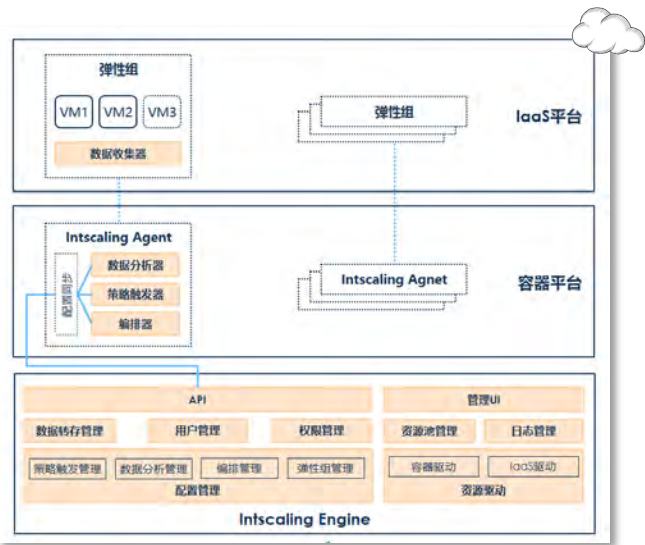 弹性组
VM1 VM2 VM3
数据收集器
弹性组
IaaS平台
Intscaling Agent
配置同步
数据分析器
策略触发器
编排器
Intscaling Agnet
容器平台
API
管理UI
数据转存管理 用户管理 权限管理
资源池管理 日志管理
策略触发管理 数据分析管理 编排管理 弹性组管理
配置管理
容器驱动 IaaS驱动
资源驱动
Intscaling Engine